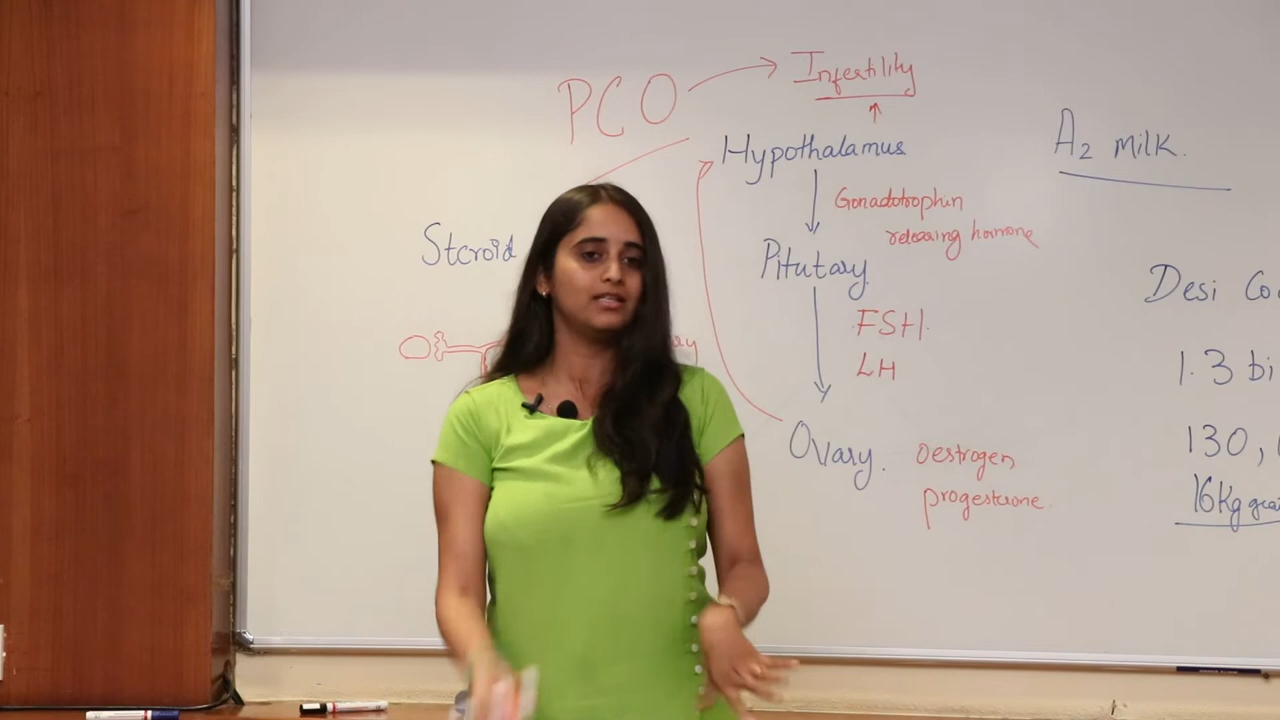 PCO
Infertility
Hypothalamus
Gonadotrophin
releasing hormone
Pitutary
FSH
LH
Ovary.
Oestrogen
progesterone
Steroid
A2 Milk.
Desi
1.3
130,
16Kg